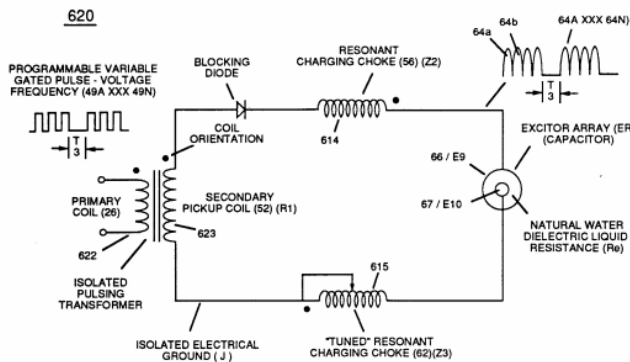 620
PROGRAMMABLE VARIABLE
GATED PULSE - VOLTAGE
FREQUENCY (49A XXX 49N)
T
3
BLOCKING
DIODE
RESONANT
CHARGING CHOKE (56) (Z2)
614
64a
64b
64A XXX 64N)
T
3
COIL
ORIENTATION
EXCITOR ARRAY (ER
(CAPACITOR)
66 / E9
67 / E10
PRIMARY
COIL (26)
SECONDARY
PICKUP COIL (52) (R1)
623
622
NATURAL WATER
DIELECTRIC LIQUID
RESISTANCE (Re)
ISOLATED
PULSING
TRANSFORMER
615
ISOLATED ELECTRICAL
GROUND ( J )
"TUNED" RESONANT
CHARGING CHOKE (62)(Z3)